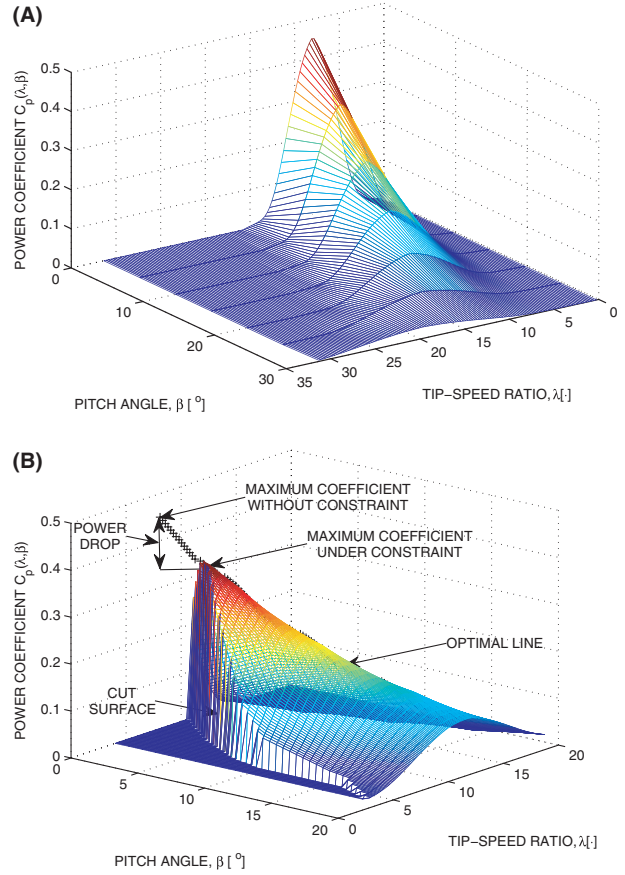 (A)
POWER COEFFICIENT Cp(λ,β)
0.5
0.4
0.3
0.2
0.1
0
0
10
20
30
PITCH ANGLE, β [ °]
35
30
25
20
15
10
5
0
TIP−SPEED RATIO, λ[·]
(B)
MAXIMUM COEFFICIENT
WITHOUT CONSTRAINT
POWER
DROP
MAXIMUM COEFFICIENT
UNDER CONSTRAINT
OPTIMAL LINE
CUT
SURFACE
POWER COEFFICIENT Cp(λ,β)
0.5
0.4
0.3
0.2
0.1
0
0
5
10
15
20
PITCH ANGLE, β [ °]
0
5
10
15
20
TIP−SPEED RATIO, λ[·]